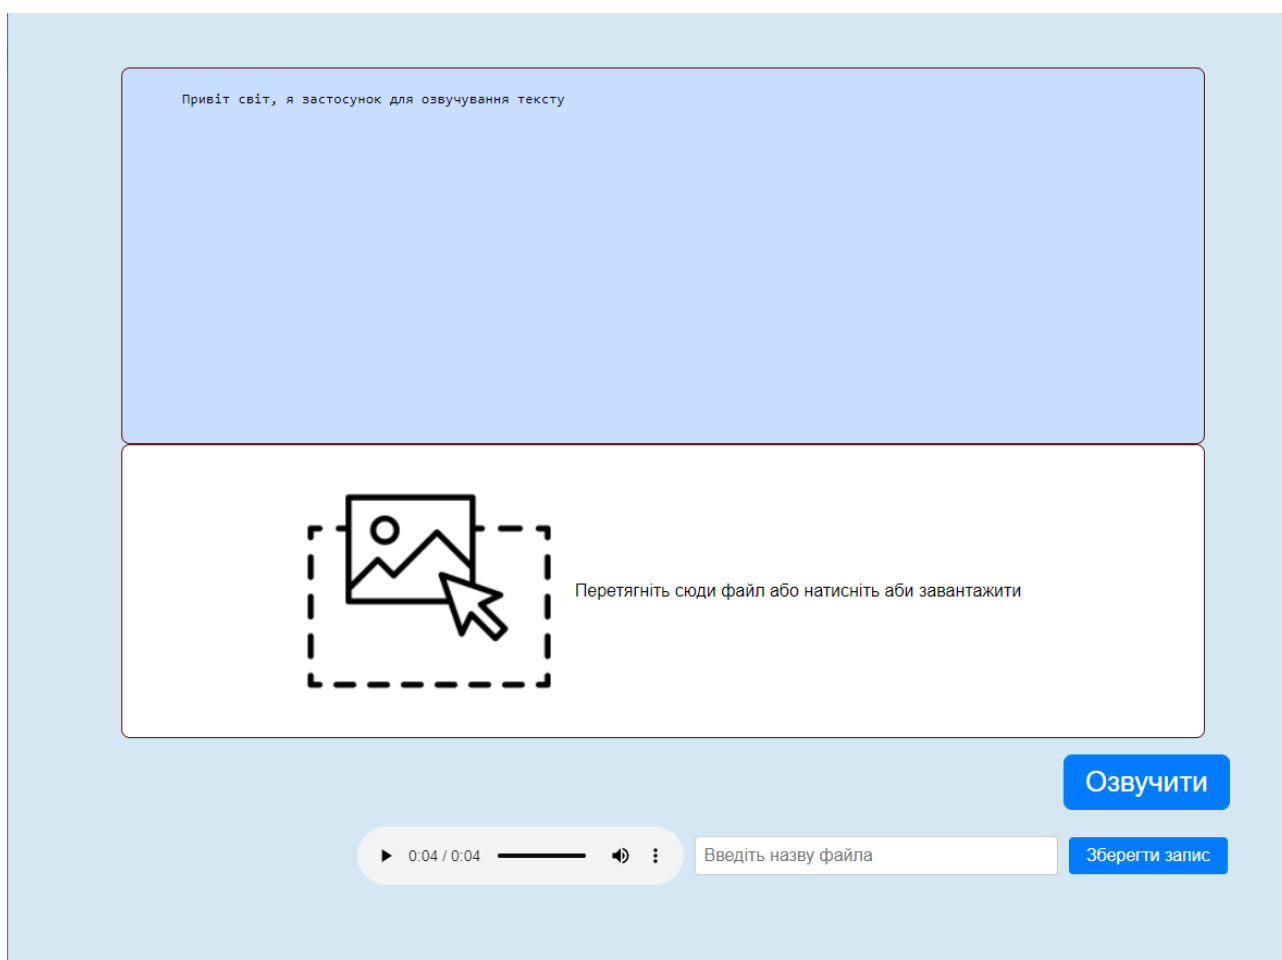 Привіт світ, я застосунок для озвучування тексту
Перетягніть сюди файл або натисніть аби завантажити
Озвучити
0:04 / 0:04
Введіть назву файла
Зберегти запис